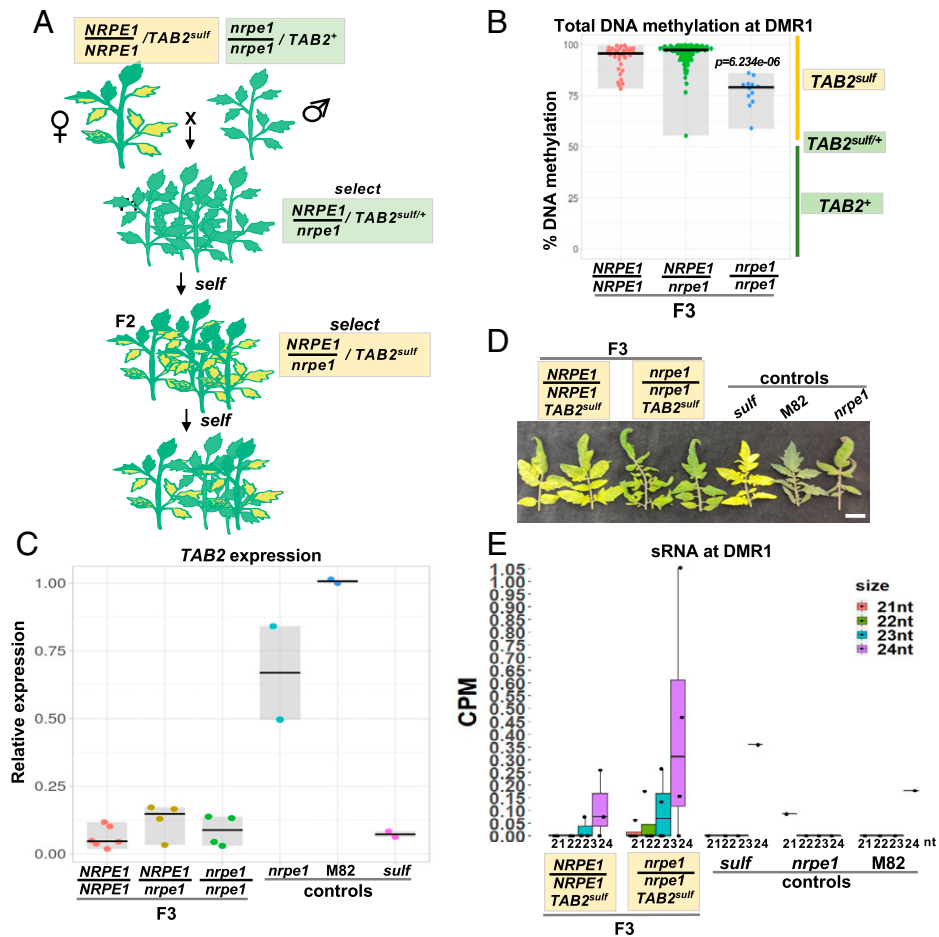 A
NRPE1
NRPE1
/TAB2sulf
nrpe1
nrpe1
/ TAB2+
♀
X
♂
select
NRPE1
nrpe1
/ TAB2sulf/+
self
F2
select
NRPE1
nrpe1
/ TAB2sulf
self
B
Total DNA methylation at DMR1
% DNA methylation
100
75
50
25
0
p=6.234e-06
TAB2sulf
TAB2sulf/+
TAB2+
NRPE1
NRPE1
NRPE1
nrpe1
nrpe1
nrpe1
F3
D
F3
NRPE1
NRPE1
TAB2sulf
nrpe1
nrpe1
TAB2sulf
controls
sulf
M82
nrpe1
C
TAB2 expression
Relative expression
1.00
0.75
0.50
0.25
0.00
NRPE1
NRPE1
NRPE1
nrpe1
nrpe1
nrpe1
F3
nrpe1 M82 sulf
controls
E
sRNA at DMR1
CPM
1.05
1.00
0.95
0.90
0.85
0.80
0.75
0.70
0.65
0.60
0.55
0.50
0.45
0.40
0.35
0.30
0.25
0.20
0.15
0.10
0.05
0.00
size
21nt
22nt
23nt
24nt
21222324 21222324 21222324 21222324 21222324 nt
NRPE1
NRPE1
TAB2sulf
nrpe1
nrpe1
TAB2sulf
F3
sulf nrpe1 M82
controls